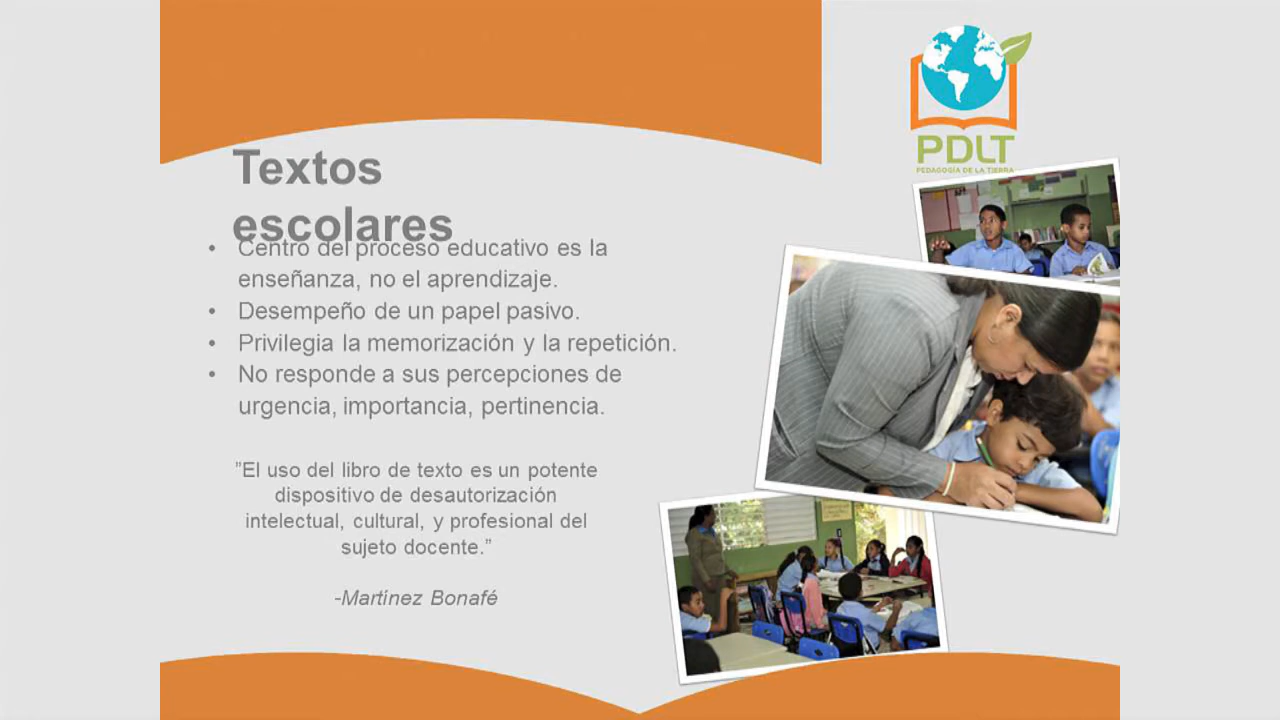 PDLT
PEDAGOGÍA DE LA TIERRA
Textos
escolares
• Centro del proceso educativo es la
enseñanza, no el aprendizaje.
• Desempeño de un papel pasivo.
• Privilegia la memorización y la repetición.
• No responde a sus percepciones de
urgencia, importancia, pertinencia.
”El uso del libro de texto es un potente
dispositivo de desautorización
intelectual, cultural, y profesional del
sujeto docente.”
-Martínez Bonafé